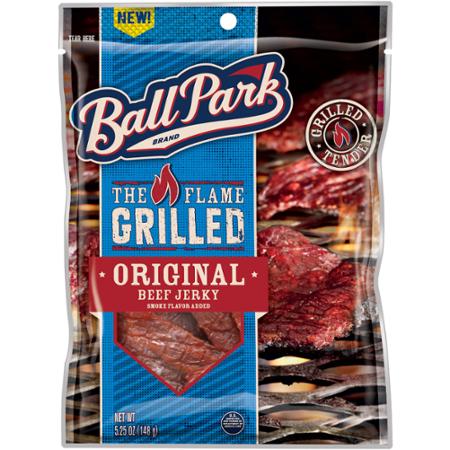 NEW!
TEAR HERE
Ball Park
BRAND
THE FLAME
GRILLED
ORIGINAL
BEEF JERKY
SMOKE FLAVOR ADDED
NET WT
5.25 OZ (148 g)
GRILLED
TENDER